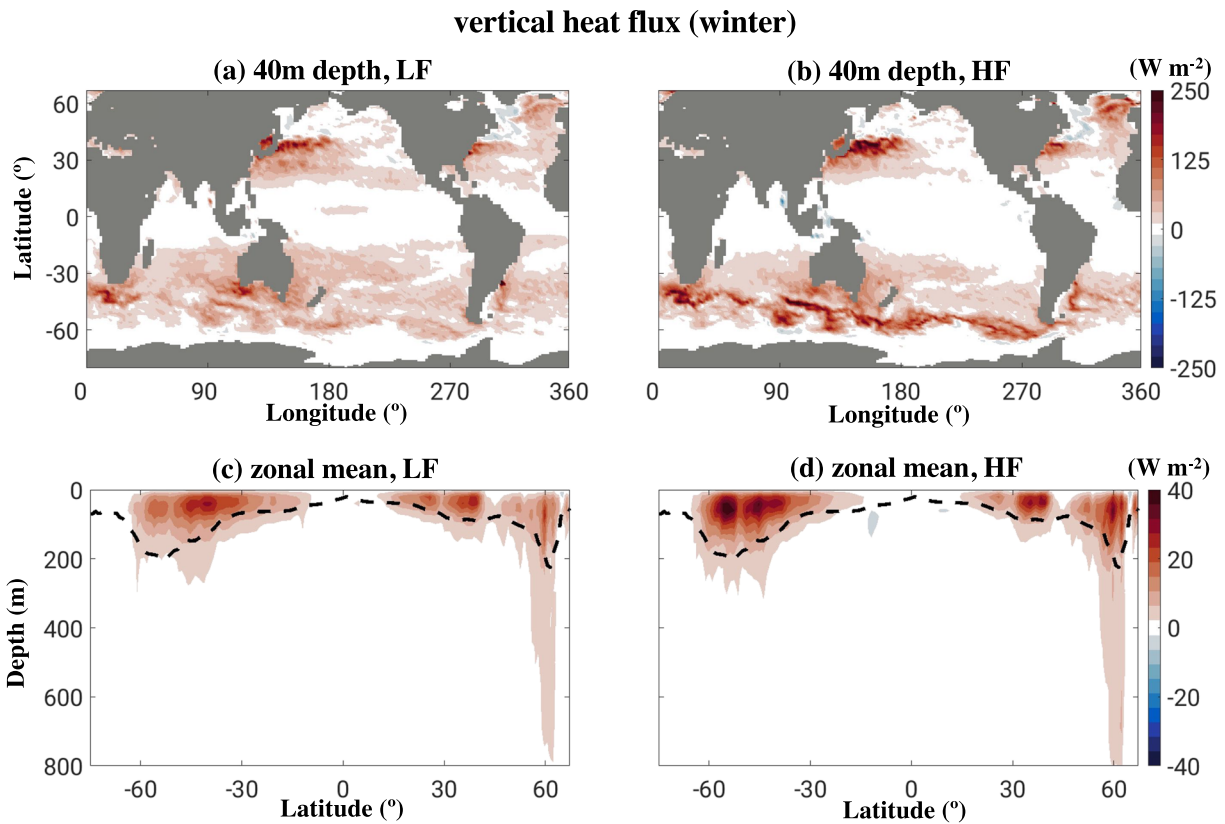 vertical heat flux (winter)
(a) 40m depth, LF
(b) 40m depth, HF
(W m-2)
60
30
0
-30
-60
Latitude (º)
0 90 180 270 360
Longitude (º)
0 90 180 270 360
Longitude (º)
250
125
0
-125
-250
(c) zonal mean, LF
(d) zonal mean, HF
(W m-2)
0
200
400
600
800
Depth (m)
-60 -30 0 30 60
Latitude (º)
-60 -30 0 30 60
Latitude (º)
40
20
0
-20
-40